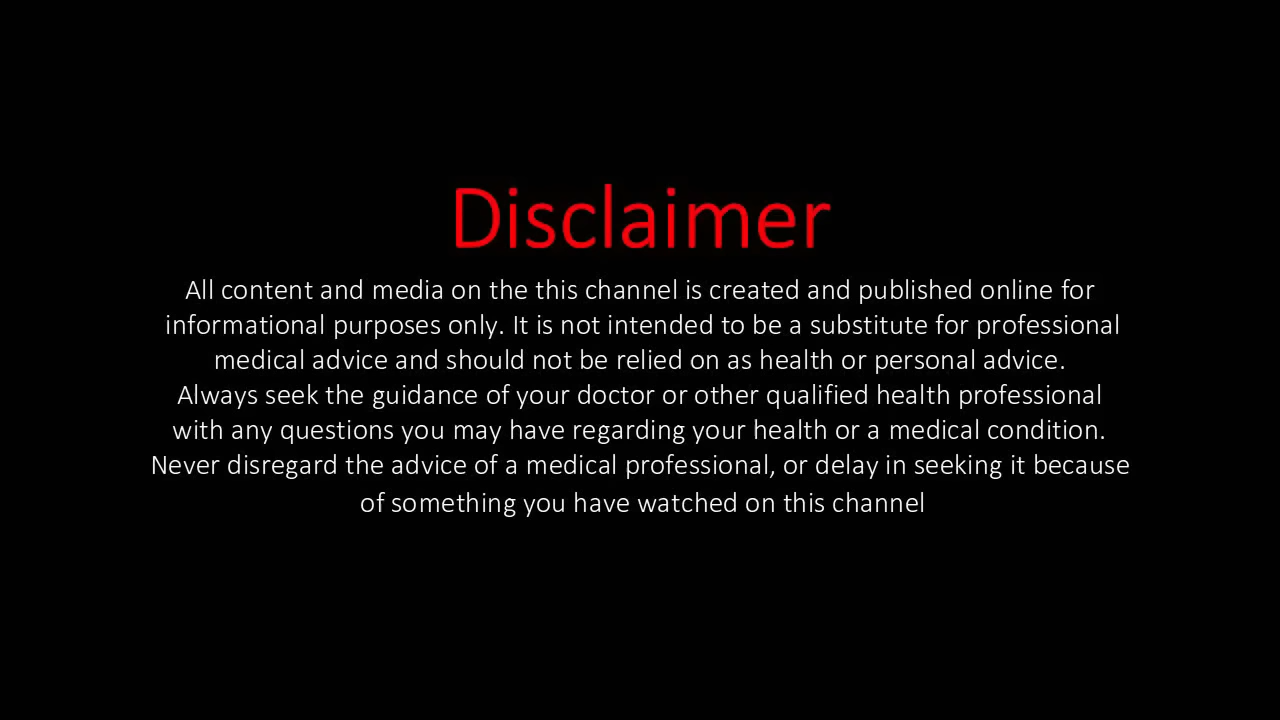 Disclaimer
All content and media on the this channel is created and published online for
informational purposes only. It is not intended to be a substitute for professional
medical advice and should not be relied on as health or personal advice.
Always seek the guidance of your doctor or other qualified health professional
with any questions you may have regarding your health or a medical condition.
Never disregard the advice of a medical professional, or delay in seeking it because
of something you have watched on this channel